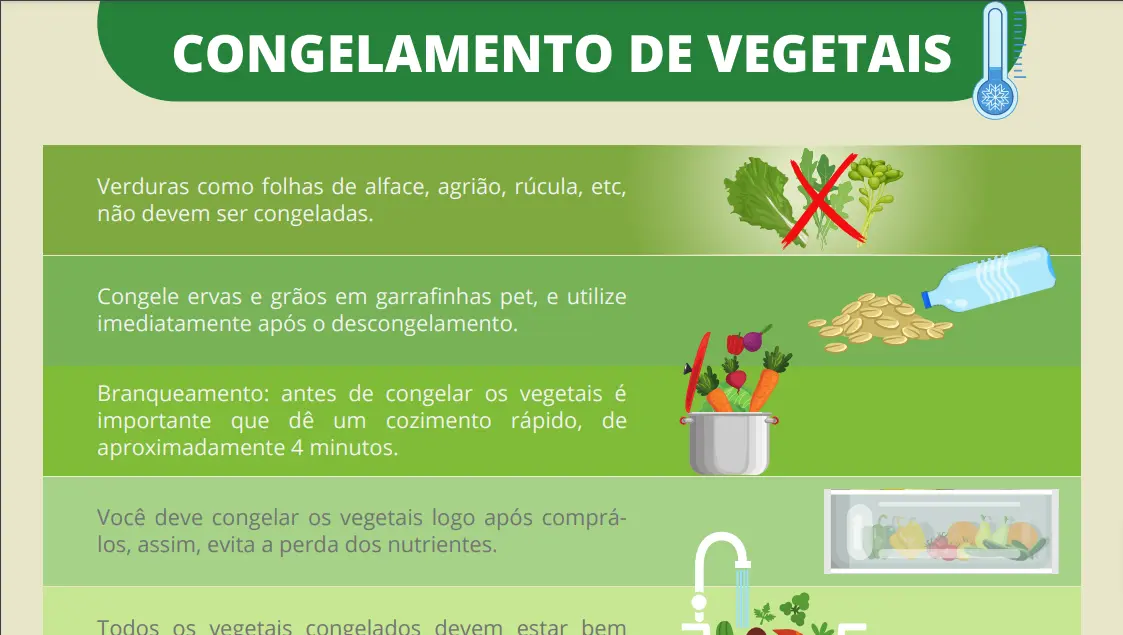 CONGELAMENTO DE VEGETAIS
Verduras como folhas de alface, agrião, rúcula, etc,
não devem ser congeladas.
Congele ervas e grãos em garrafinhas pet, e utilize
imediatamente após o descongelamento.
Branqueamento: antes de congelar os vegetais é
importante que dê um cozimento rápido, de
aproximadamente 4 minutos.
Você deve congelar os vegetais logo após comprá-
los, assim, evita a perda dos nutrientes.
Todos os vegetais congelados devem estar bem